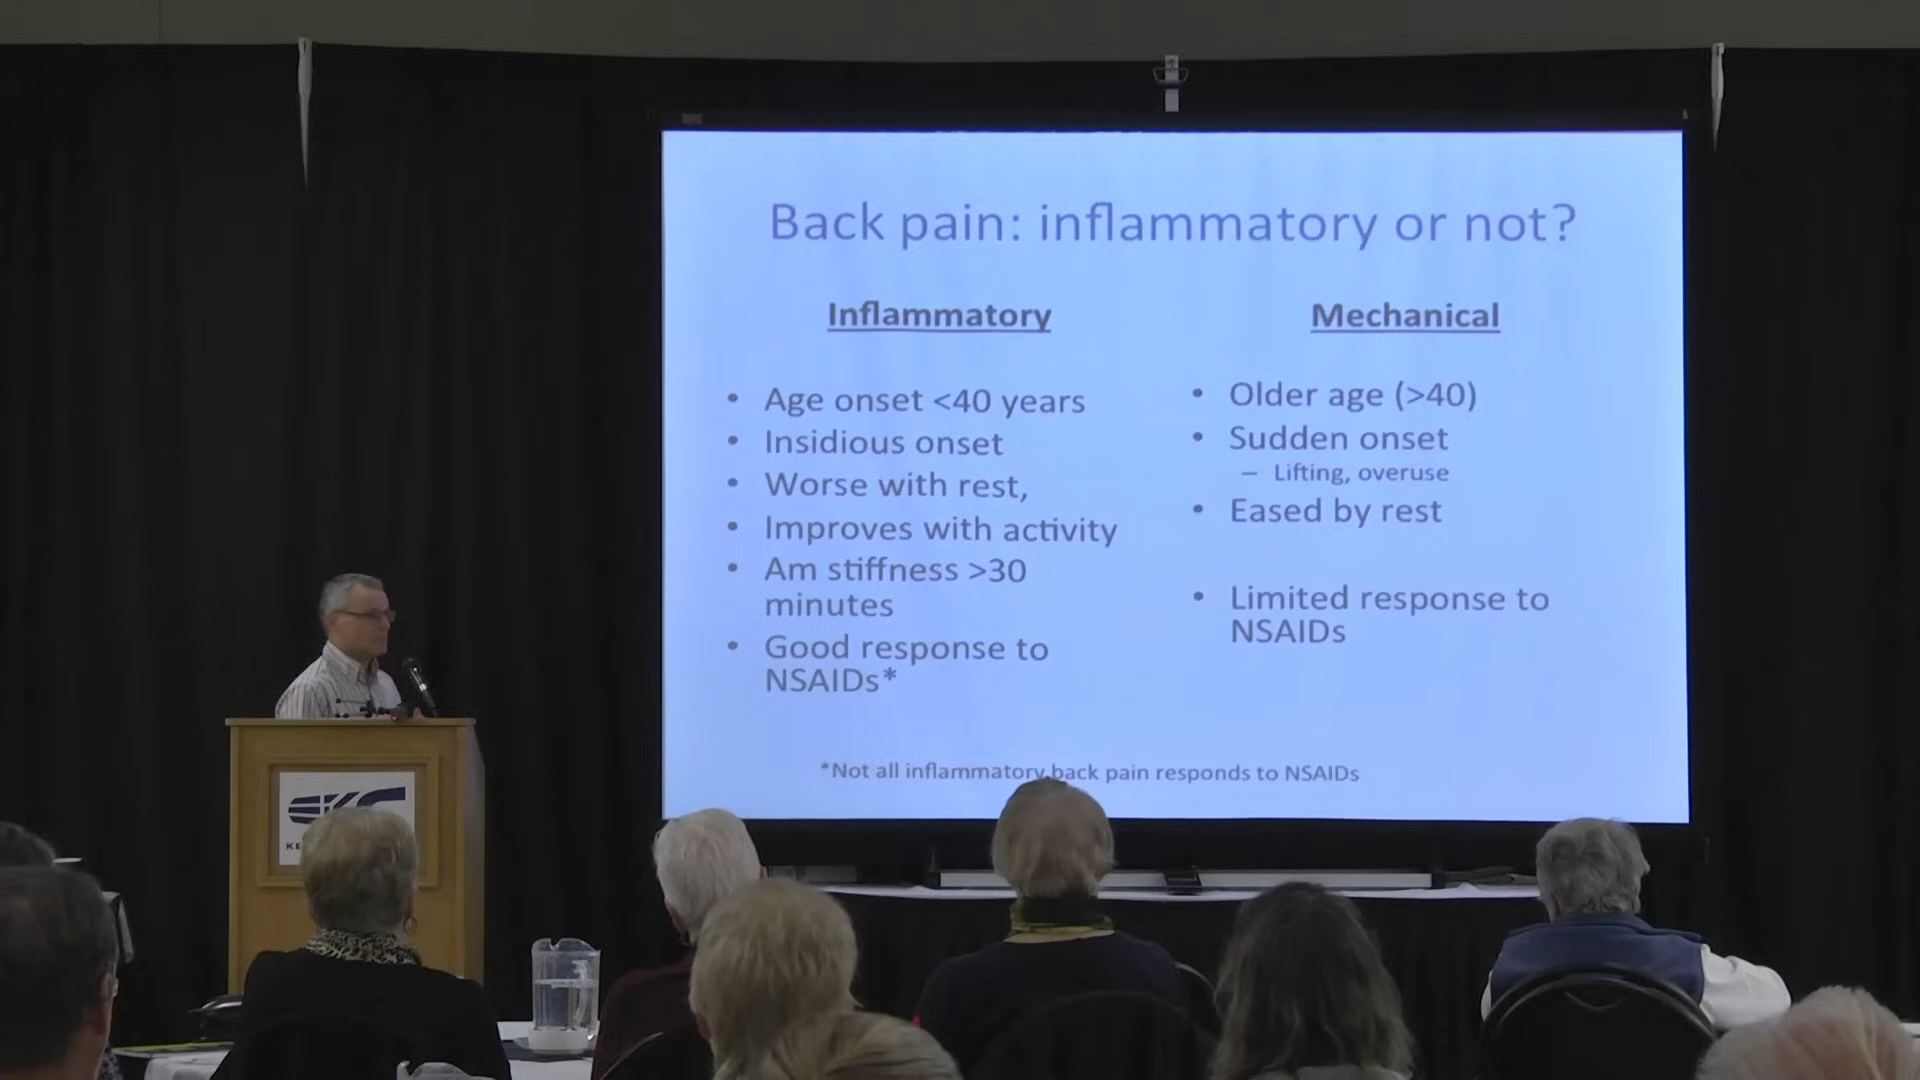 Back pain: inflammatory or not?
Inflammatory
• Age onset <40 years
• Insidious onset
• Worse with rest,
• Improves with activity
• Am stiffness >30
minutes
• Good response to
NSAIDs*
Mechanical
• Older age (>40)
• Sudden onset
– Lifting, overuse
• Eased by rest
• Limited response to
NSAIDs
*Not all inflammatory back pain responds to NSAIDs